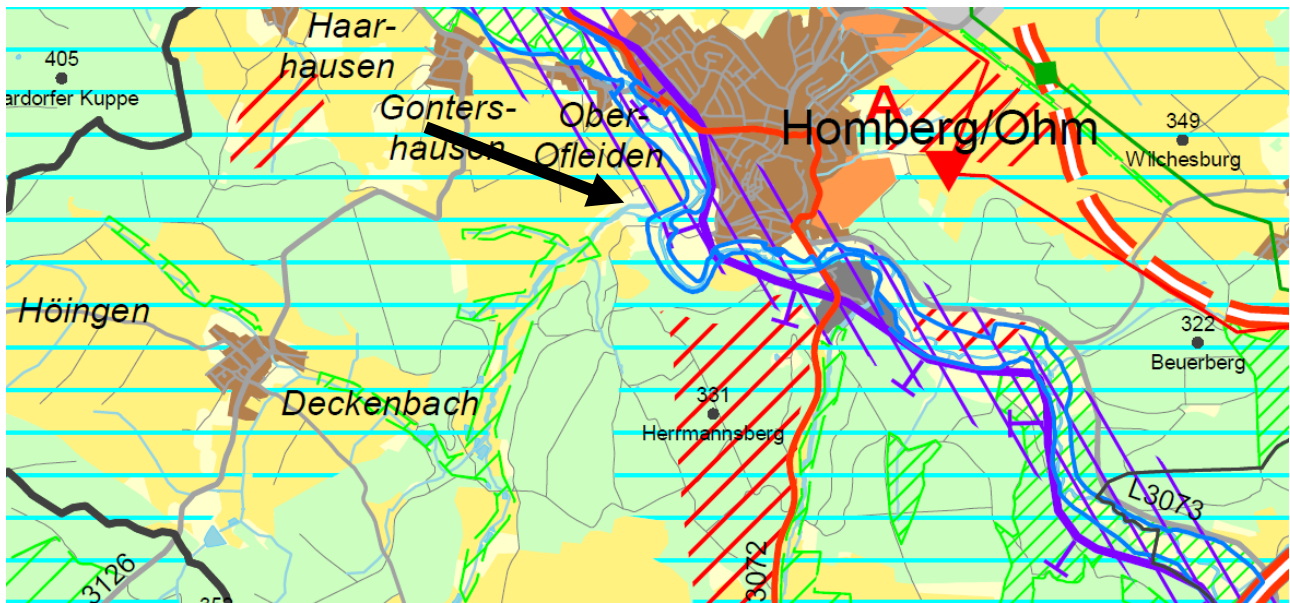 Haar-
hausen
405
ardorfer Kuppe
Gonters-
hausen
Ober-
Ofleiden
A
Homberg/Ohm
349
Wilchesburg
Höingen
322
Beuerberg
Deckenbach
331
Herrmannsberg
L3073
3072
3126